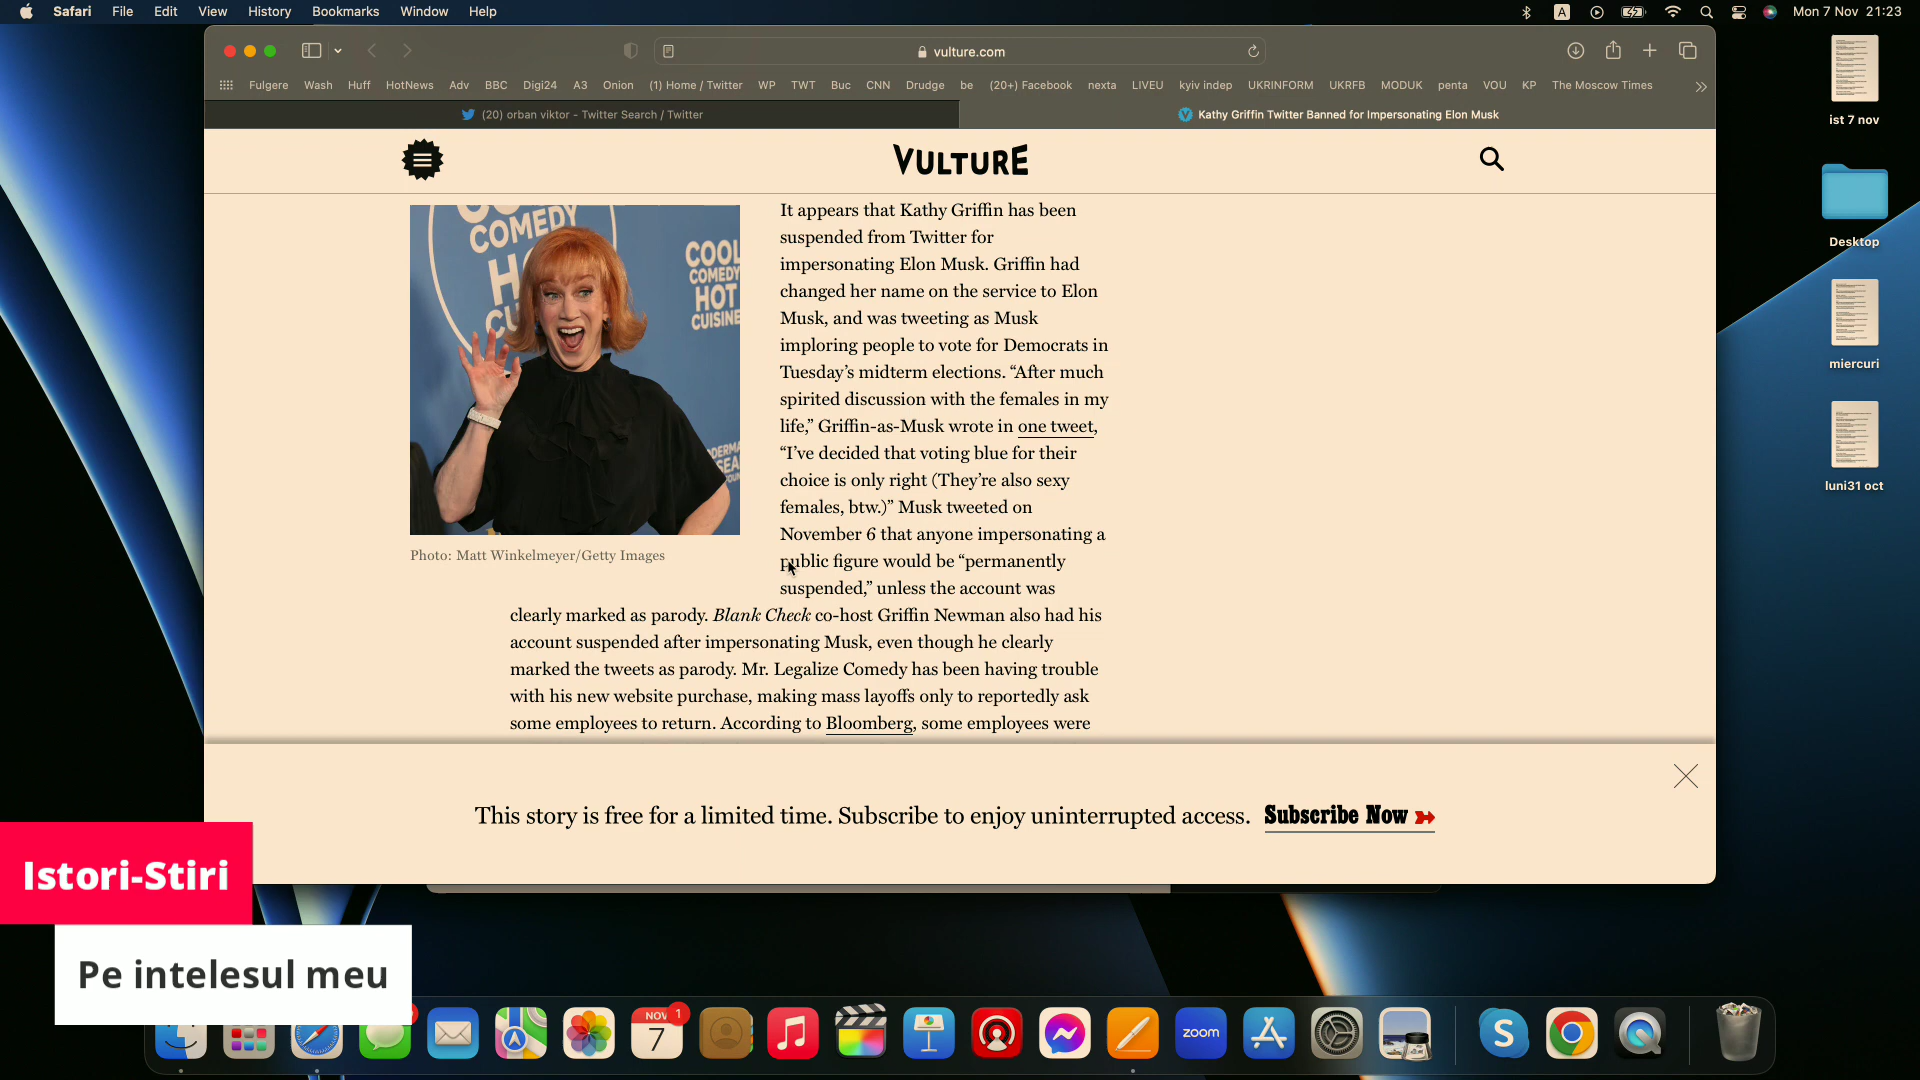 Safari File Edit View History Bookmarks Window Help
A
Mon 7 Nov 21:23
vulture.com
Fulgere Wash Huff HotNews Adv BBC Digi24 A3 Onion (1) Home / Twitter WP TWT Buc CNN Drudge be (20+) Facebook nexta LIVEU kyiv indep UKRINFORM UKRFB MODUK penta VOU KP The Moscow Times
(20) orban viktor - Twitter Search / Twitter
Kathy Griffin Twitter Banned for Impersonating Elon Musk
VULTURE
COMEDY
COOL
COMEDY
HOT
CUISINE
Photo: Matt Winkelmeyer/Getty Images
It appears that Kathy Griffin has been
suspended from Twitter for
impersonating Elon Musk. Griffin had
changed her name on the service to Elon
Musk, and was tweeting as Musk
imploring people to vote for Democrats in
Tuesday’s midterm elections. “After much
spirited discussion with the females in my
life,” Griffin-as-Musk wrote in one tweet,
“I’ve decided that voting blue for their
choice is only right (They’re also sexy
females, btw.)” Musk tweeted on
November 6 that anyone impersonating a
public figure would be “permanently
suspended,” unless the account was
clearly marked as parody. Blank Check co-host Griffin Newman also had his
account suspended after impersonating Musk, even though he clearly
marked the tweets as parody. Mr. Legalize Comedy has been having trouble
with his new website purchase, making mass layoffs only to reportedly ask
some employees to return. According to Bloomberg, some employees were
This story is free for a limited time. Subscribe to enjoy uninterrupted access. Subscribe Now
ist 7 nov
Desktop
miercuri
luni31 oct
Istori-Stiri
Pe intelesul meu
NOV
7
1
zoom
S